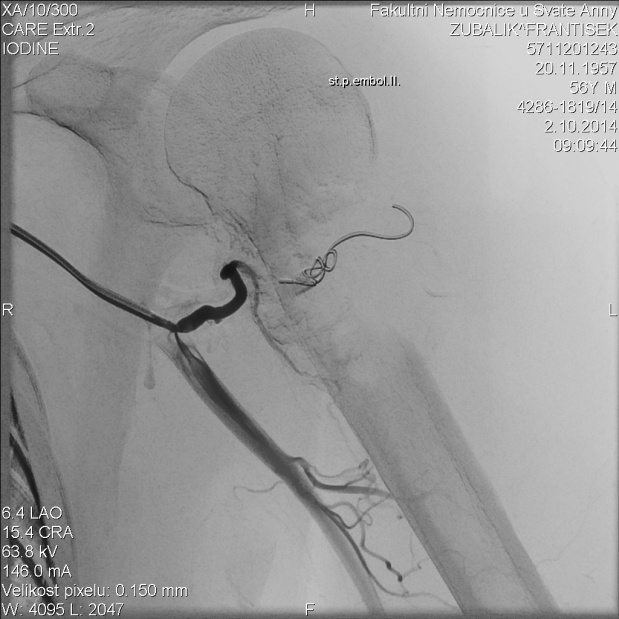 XA/10/300
CARE Extr.2
IODINE
H
Fakultni Nemocnice u Svate Anny
ZUBALIK^FRANTISEK
5711201243
20.11.1957
56Y M
4286-1819/14
2.10.2014
09:09:44
st.p.embol.II.
R
L
6.4 LAO
15.4 CRA
63.8 kV
146.0 mA
Velikost pixelu: 0.150 mm
W: 4095 L: 2047
F